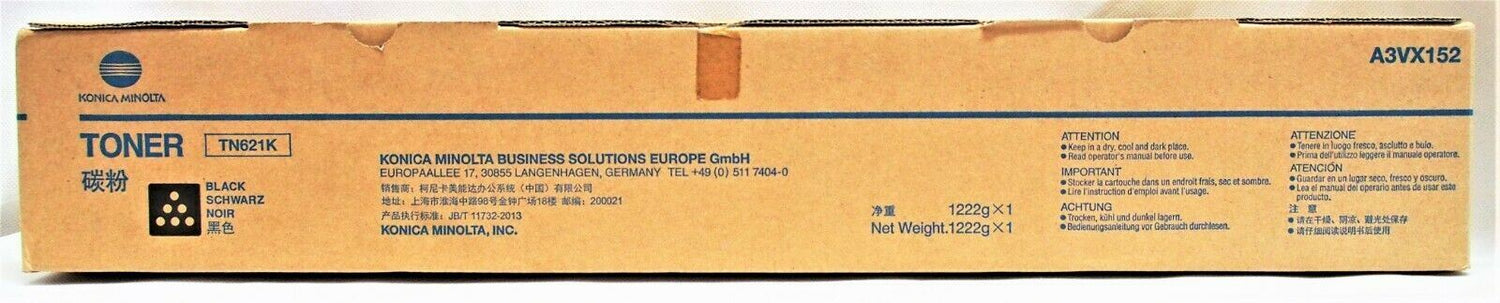 KONICA MINOLTA
A3VX152
TONER
TN621K
碳粉
BLACK
SCHWARZ
NOIR
黑色
KONICA MINOLTA BUSINESS SOLUTIONS EUROPE GmbH
EUROPAALLEE 17, 30855 LANGENHAGEN, GERMANY TEL +49 (0) 511 7404-0
销售商：柯尼卡美能达办公系统（中国）有限公司
地址：上海市淮海中路98号金钟广场18楼 邮编：200021
产品执行标准：JB/T 11732-2013
KONICA MINOLTA, INC.
净重 1222g×1
Net Weight.1222g×1
ATTENTION
●Keep in a dry, cool and dark place.
●Read operator's manual before use.
IMPORTANT
●Stocker la cartouche dans un endroit frais, sec et sombre.
●Lire l'instruction d'emploi avant l'usage.
ACHTUNG
●Trocken, kühl und dunkel lagern.
●Bedienungsanleitung vor Gebrauch durchlesen.
ATTENZIONE
●Tenere in luogo fresco, asciutto e buio.
●Prima dell'utilizzo leggere il manuale operatore.
ATENCIÓN
●Guardar en un lugar seco, fresco y oscuro.
●Lea el manual del operario antes de usar este
producto.
注 意
●请在干燥、阴凉、避光处保存
●请仔细阅读说明书后使用